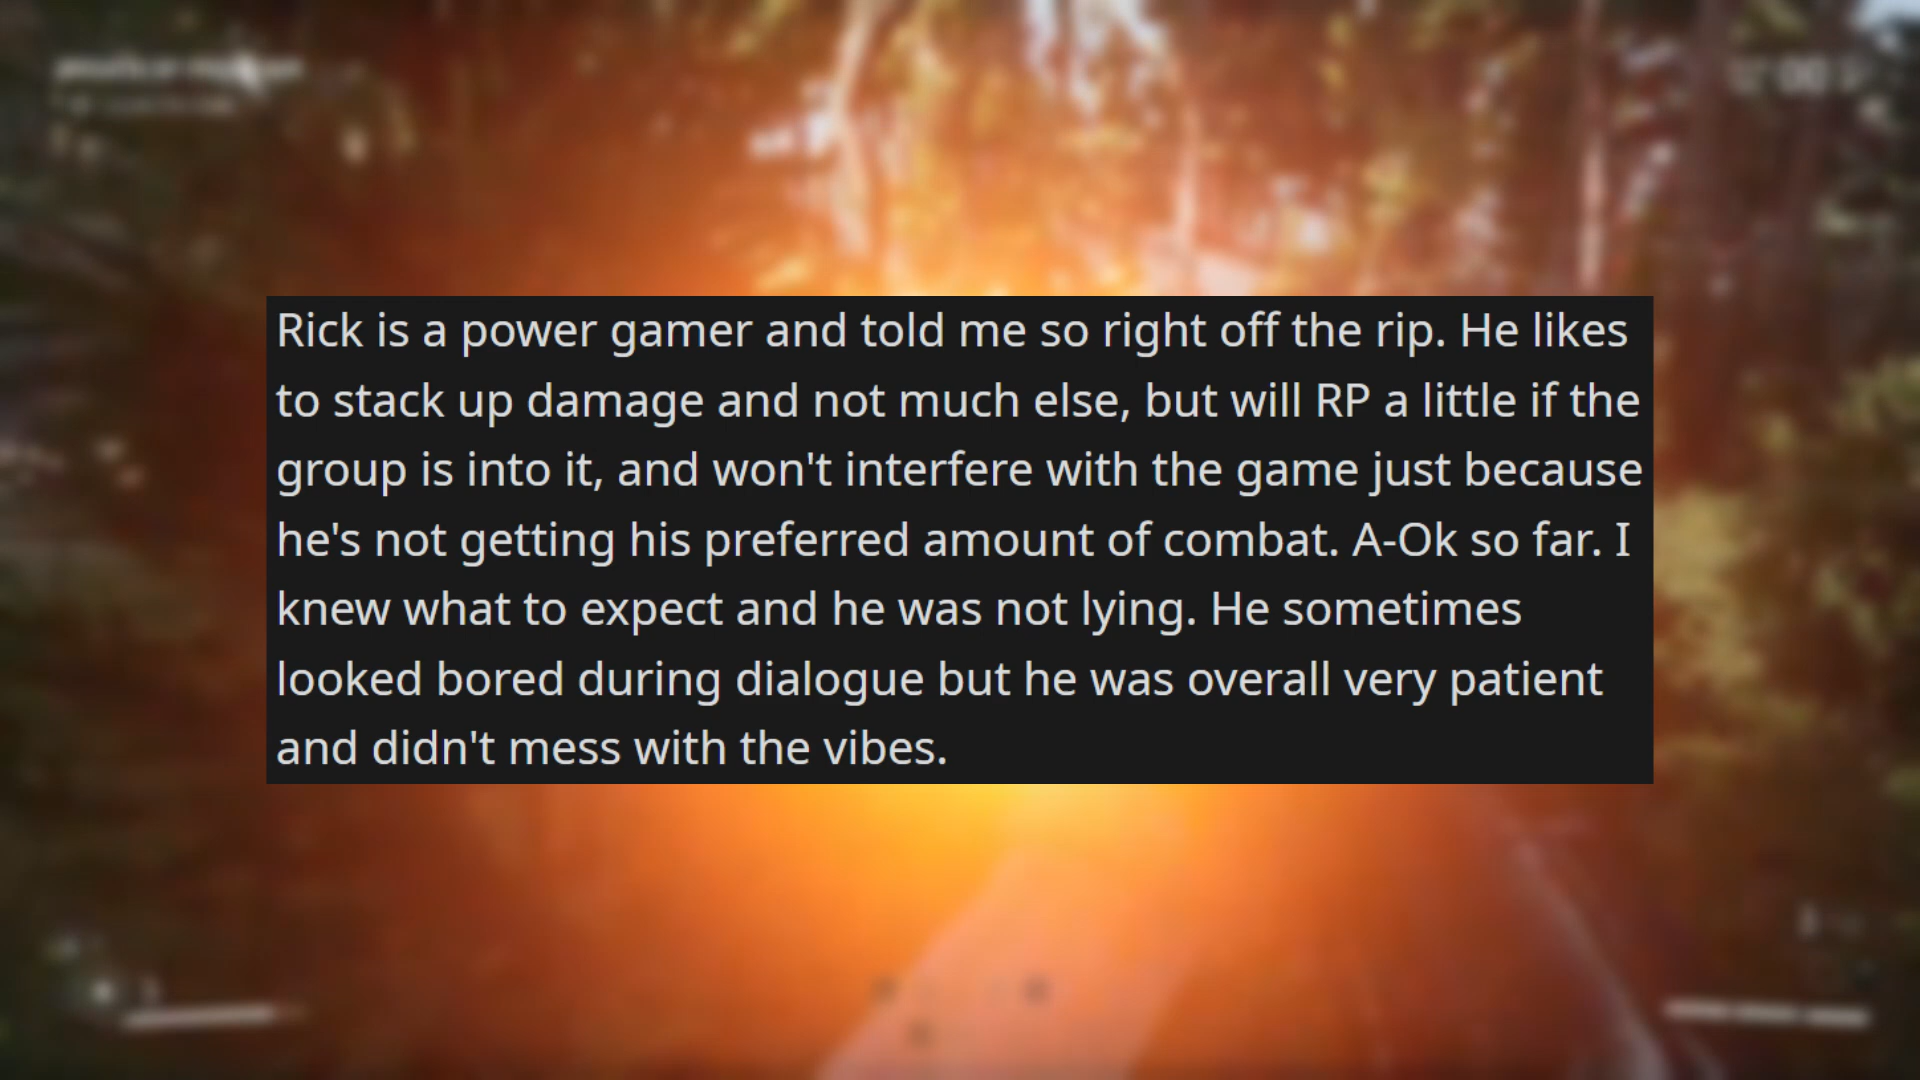 Rick is a power gamer and told me so right off the rip. He likes
to stack up damage and not much else, but will RP a little if the
group is into it, and won't interfere with the game just because
he's not getting his preferred amount of combat. A-Ok so far. I
knew what to expect and he was not lying. He sometimes
looked bored during dialogue but he was overall very patient
and didn't mess with the vibes.